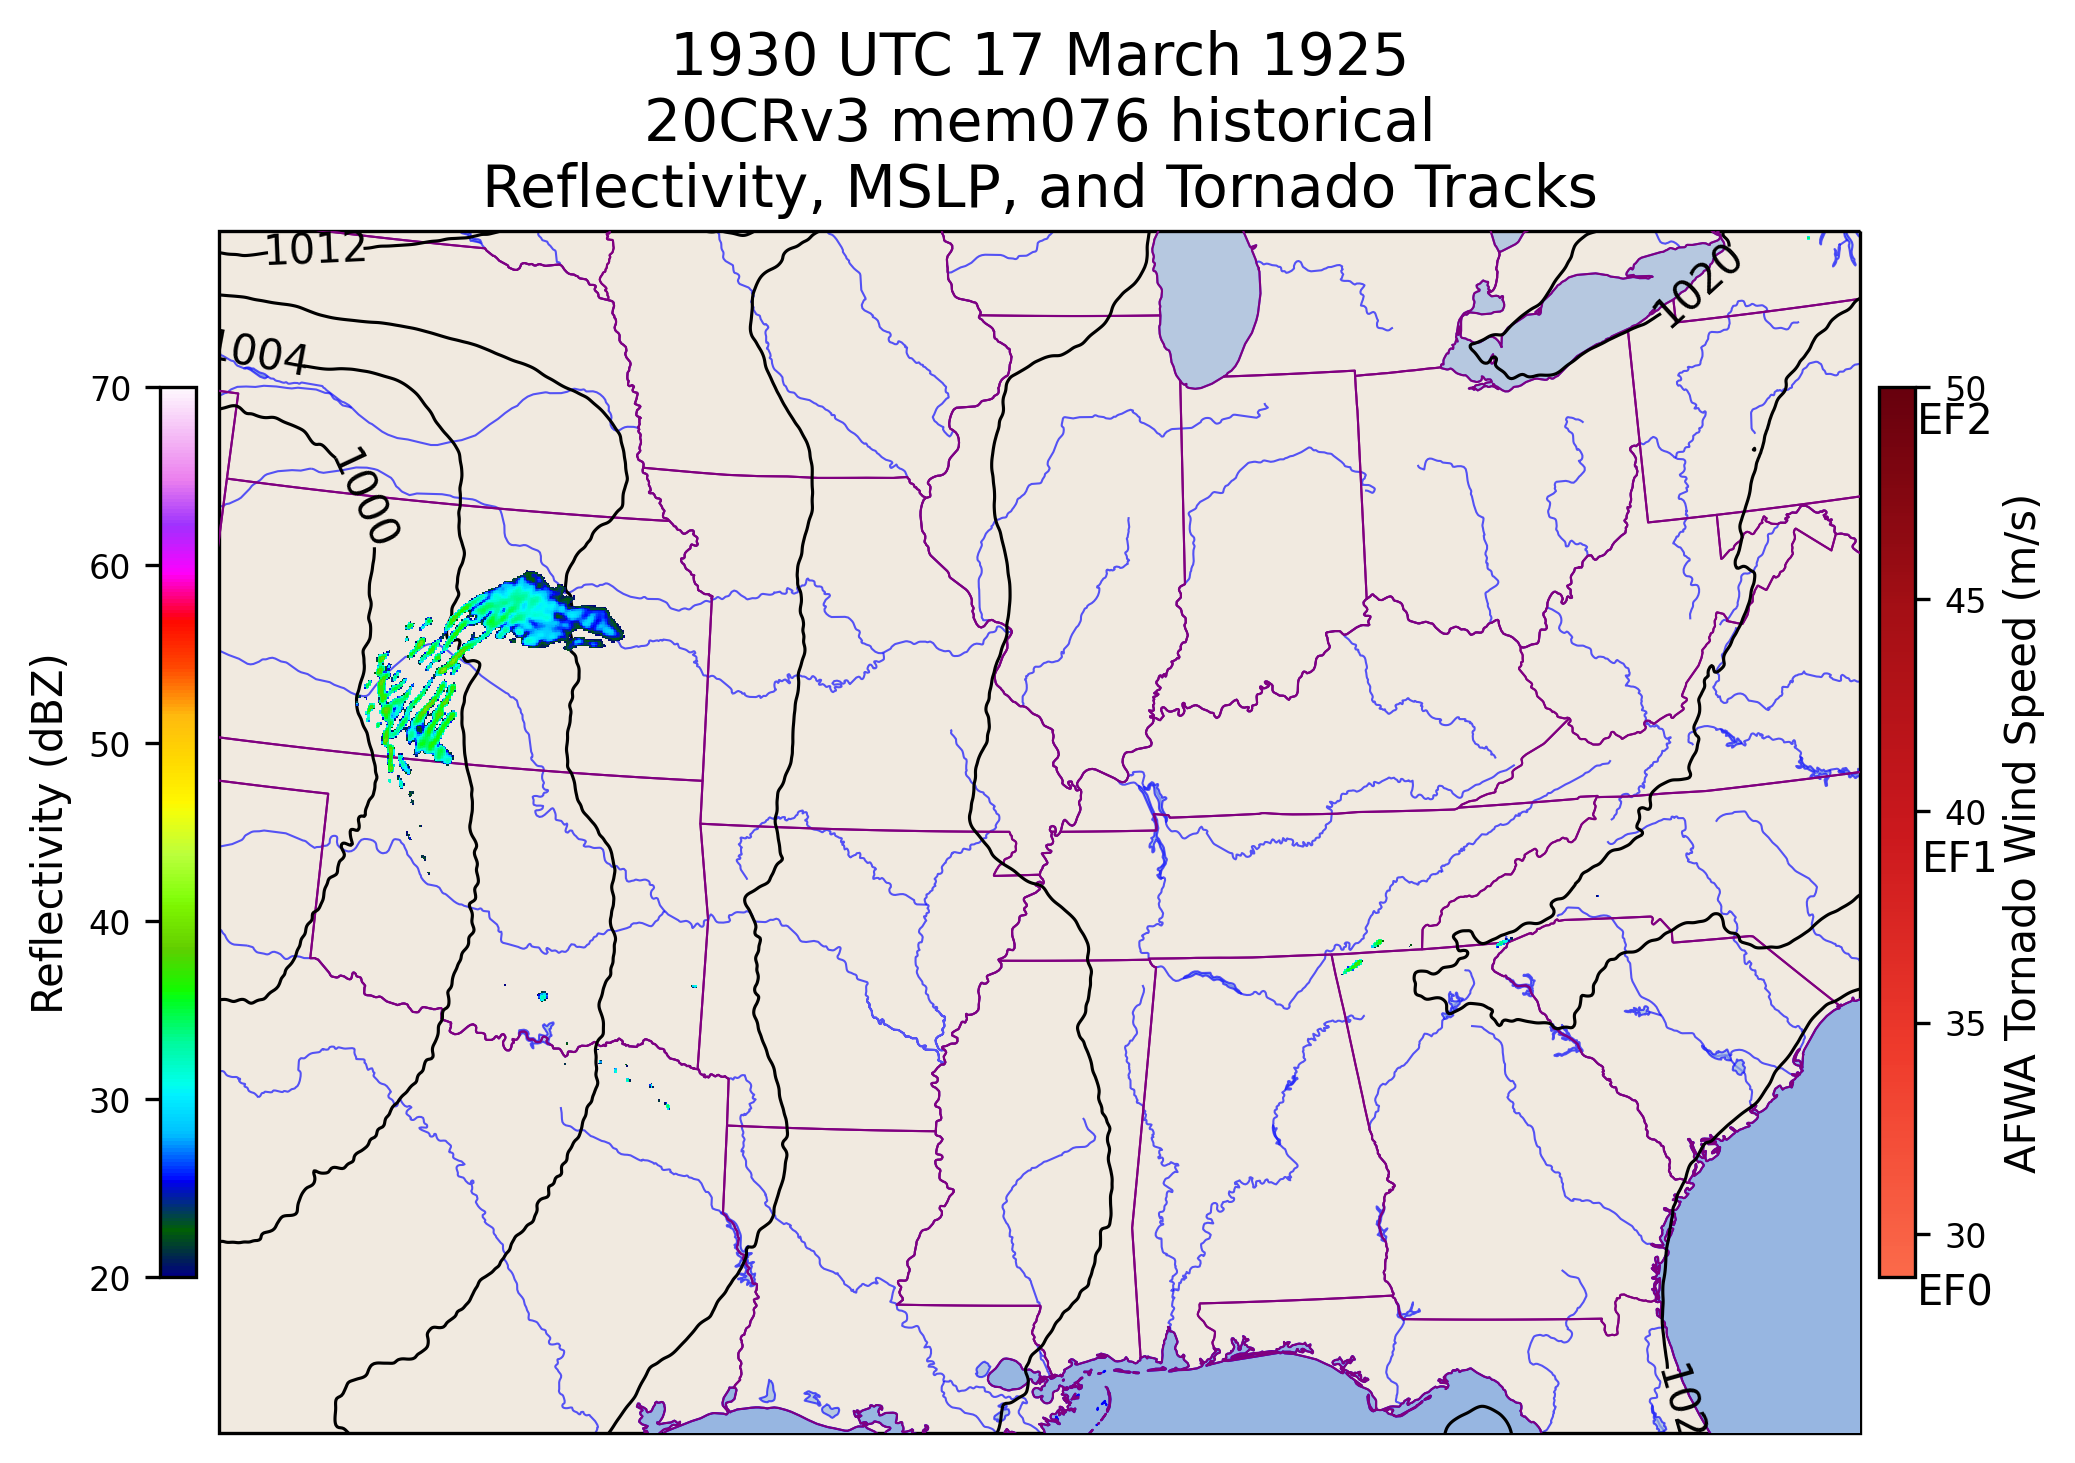 1930 UTC 17 March 1925
20CRv3 mem076 historical
Reflectivity, MSLP, and Tornado Tracks
1012
1020
1004
1000
102
70
60
50
40
30
20
Reflectivity (dBZ)
50
EF2
45
40
EF1
35
30
EF0
AFWA Tornado Wind Speed (m/s)